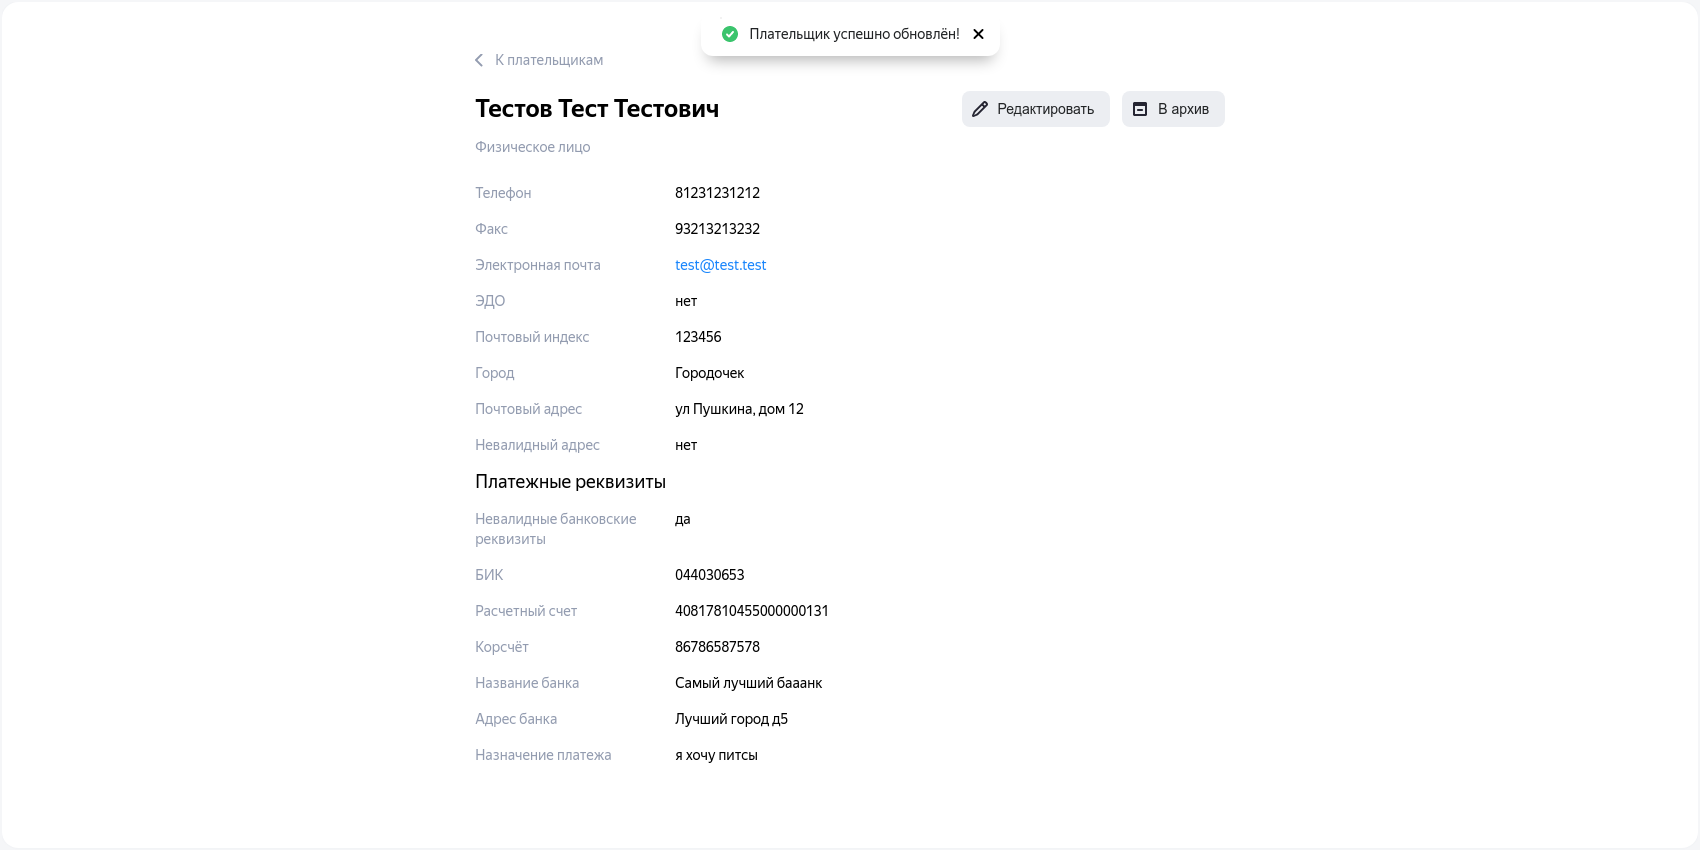 Плательщик успешно обновлён!
К плательщикам
Тестов Тест Тестович
Редактировать
В архив
Физическое лицо
Телефон 81231231212
Факс 93213213232
Электронная почта test@test.test
ЭДО нет
Почтовый индекс 123456
Город Городочек
Почтовый адрес ул Пушкина, дом 12
Невалидный адрес нет
Платежные реквизиты
Невалидные банковские да
реквизиты
БИК 044030653
Расчетный счет 40817810455000000131
Корсчёт 86786587578
Название банка Самый лучший бааанк
Адрес банка Лучший город д5
Назначение платежа я хочу питсы